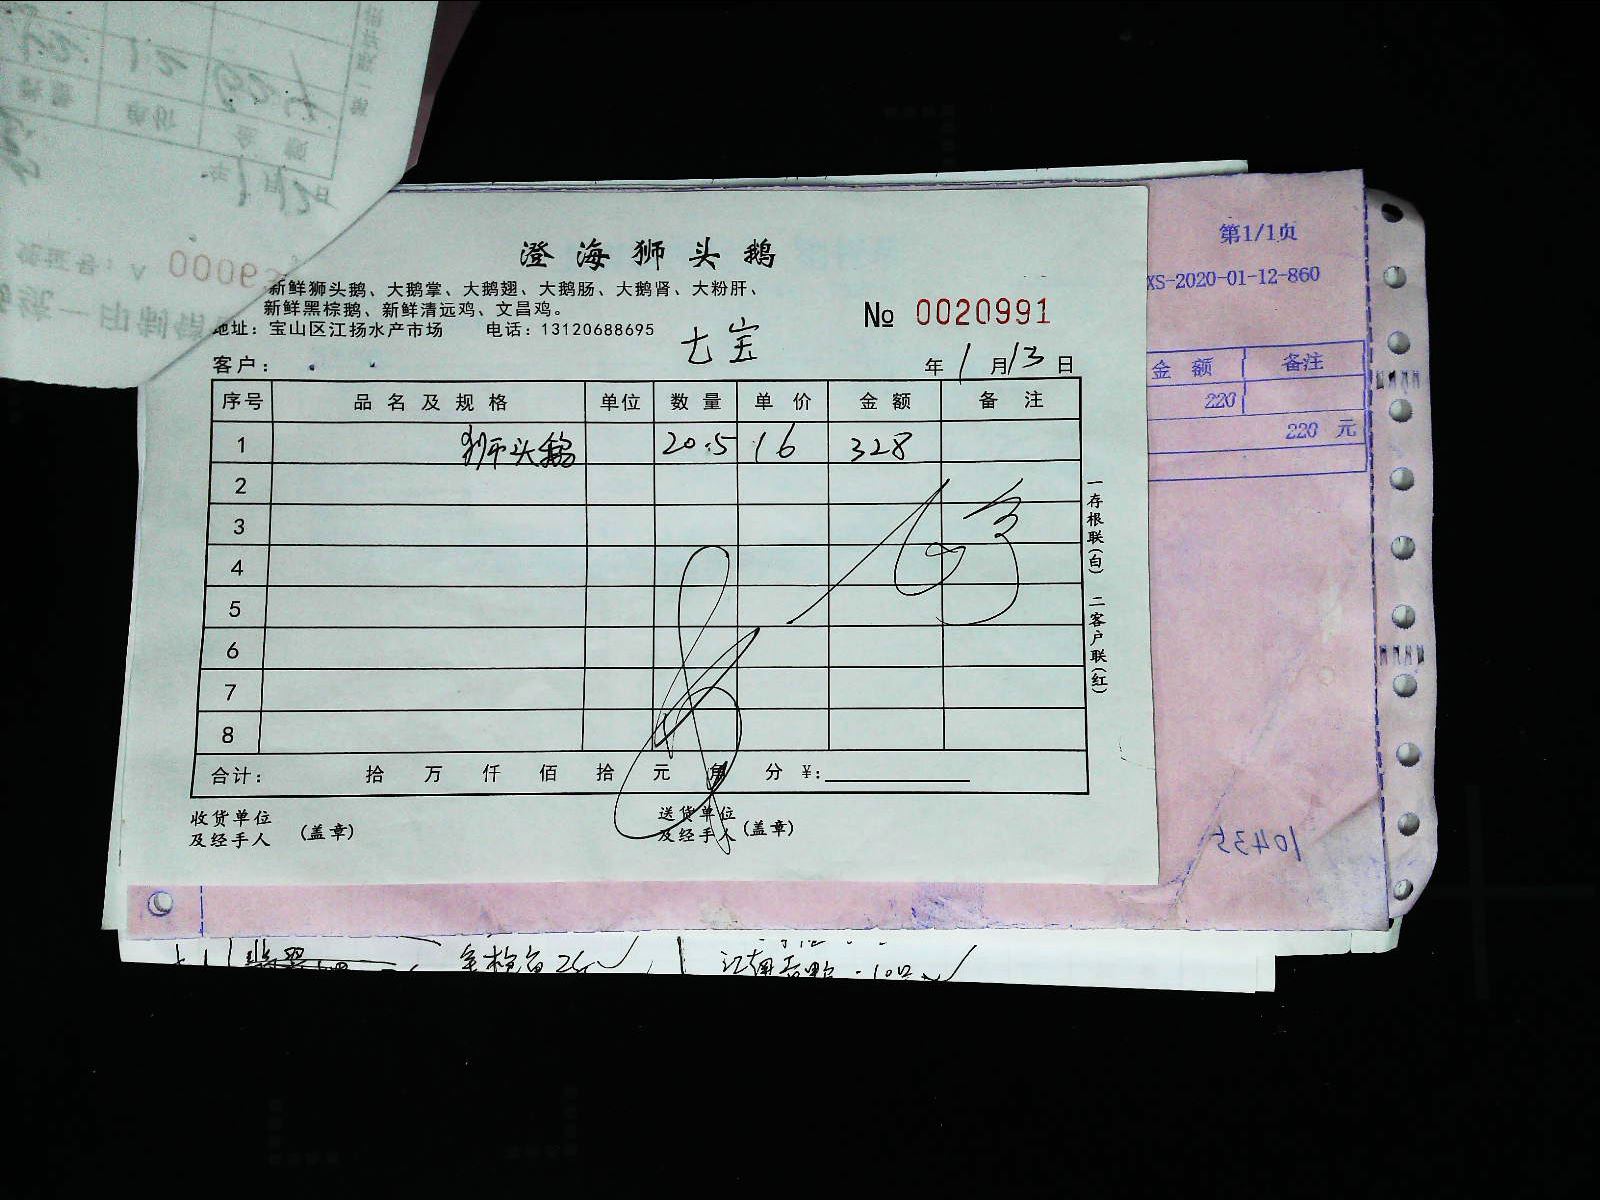 澄海狮头鹅
新鲜狮头鹅、大鹅掌、大鹅翅、大鹅肠、大鹅肾、大粉肝、
新鲜黑棕鹅、新鲜清远鸡、文昌鸡。
地址：宝山区江扬水产市场 电话：13120688695
№ 0020991
七宝
客户：
年 1 月 13 日
序号 品名及规格 单位 数量 单价 金额 备注
1 狮头鹅 20.5 16 328
2
3
4
5
6
7
8
合计： 拾 万 仟 佰 拾 元 角 分 ¥:
收货单位
及经手人 (盖章)
送货单位
及经手人 (盖章)
一存根联(白) 二客户联(红)
第1/1页
XS-2020-01-12-860
金额 备注
220
220 元
10435